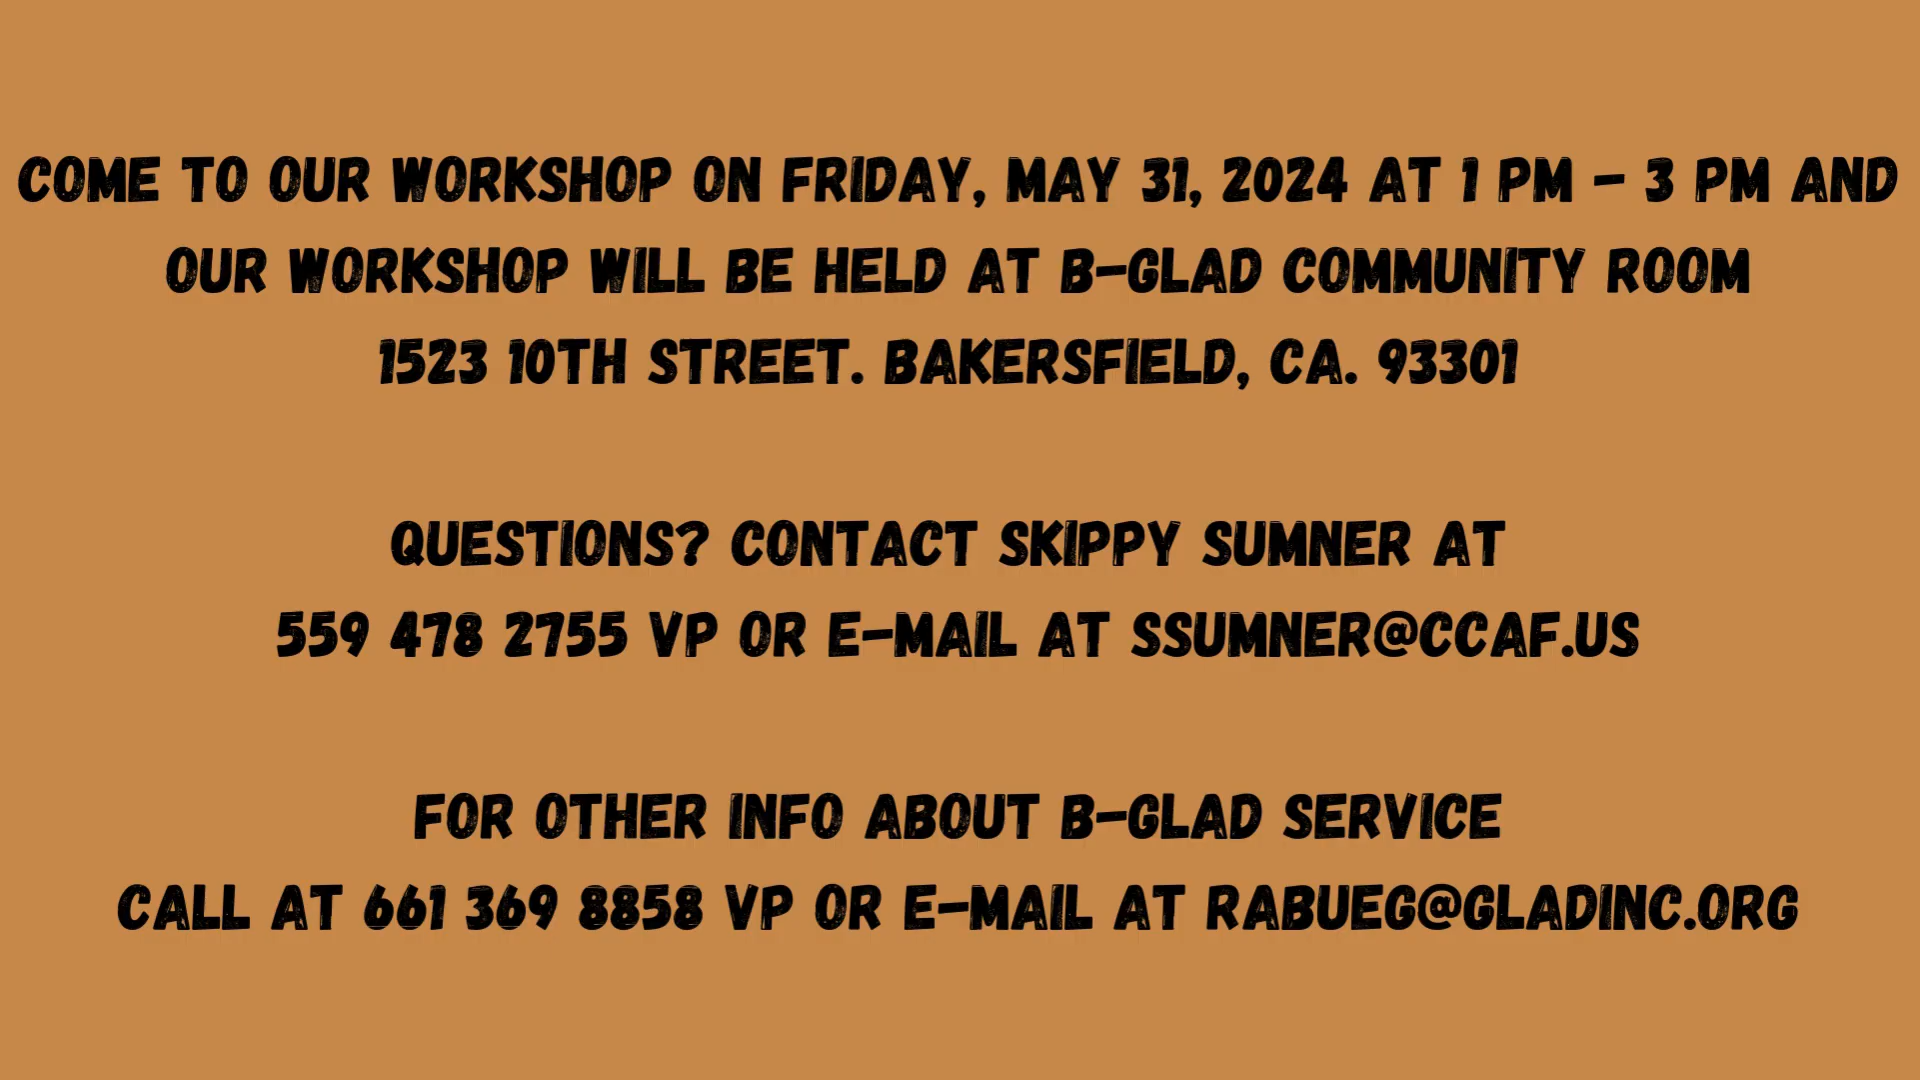 COME TO OUR WORKSHOP ON FRIDAY, MAY 31, 2024 AT 1 PM - 3 PM AND
OUR WORKSHOP WILL BE HELD AT B-GLAD COMMUNITY ROOM
1523 10TH STREET. BAKERSFIELD, CA. 93301
QUESTIONS? CONTACT SKIPPY SUMNER AT
559 478 2755 VP OR E-MAIL AT SSUMNER@CCAF.US
FOR OTHER INFO ABOUT B-GLAD SERVICE
CALL AT 661 369 8858 VP OR E-MAIL AT RABUEG@GLADINC.ORG